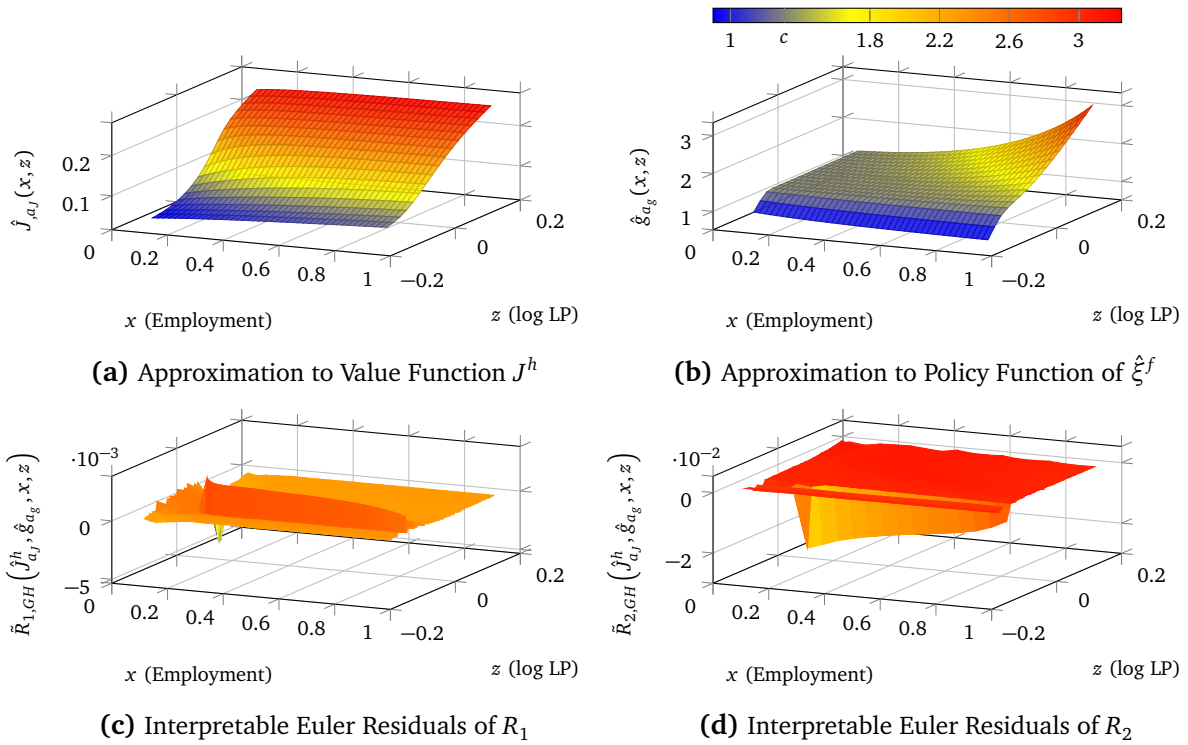 1 c 1.8 2.2 2.6 3
Ĵ,aJ(x,z)
0.2
0.1
0
0.2
0.4
0.6
0.8
1
−0.2
0
0.2
x (Employment)
z (log LP)
(a) Approximation to Value Function J^h
ĝ_{a_g}(x,z)
3
2
1
0
0.2
0.4
0.6
0.8
1
−0.2
0
0.2
x (Employment)
z (log LP)
(b) Approximation to Policy Function of ξ̂^f
R̃_{1,GH}(Ĵ^h_{a_J}, ĝ_{a_g}, x, z)
·10^{−3}
0
−5
0
0.2
0.4
0.6
0.8
1
−0.2
0
0.2
x (Employment)
z (log LP)
(c) Interpretable Euler Residuals of R_1
R̃_{2,GH}(Ĵ^h_{a_J}, ĝ_{a_g}, x, z)
·10^{−2}
0
−2
0
0.2
0.4
0.6
0.8
1
−0.2
0
0.2
x (Employment)
z (log LP)
(d) Interpretable Euler Residuals of R_2